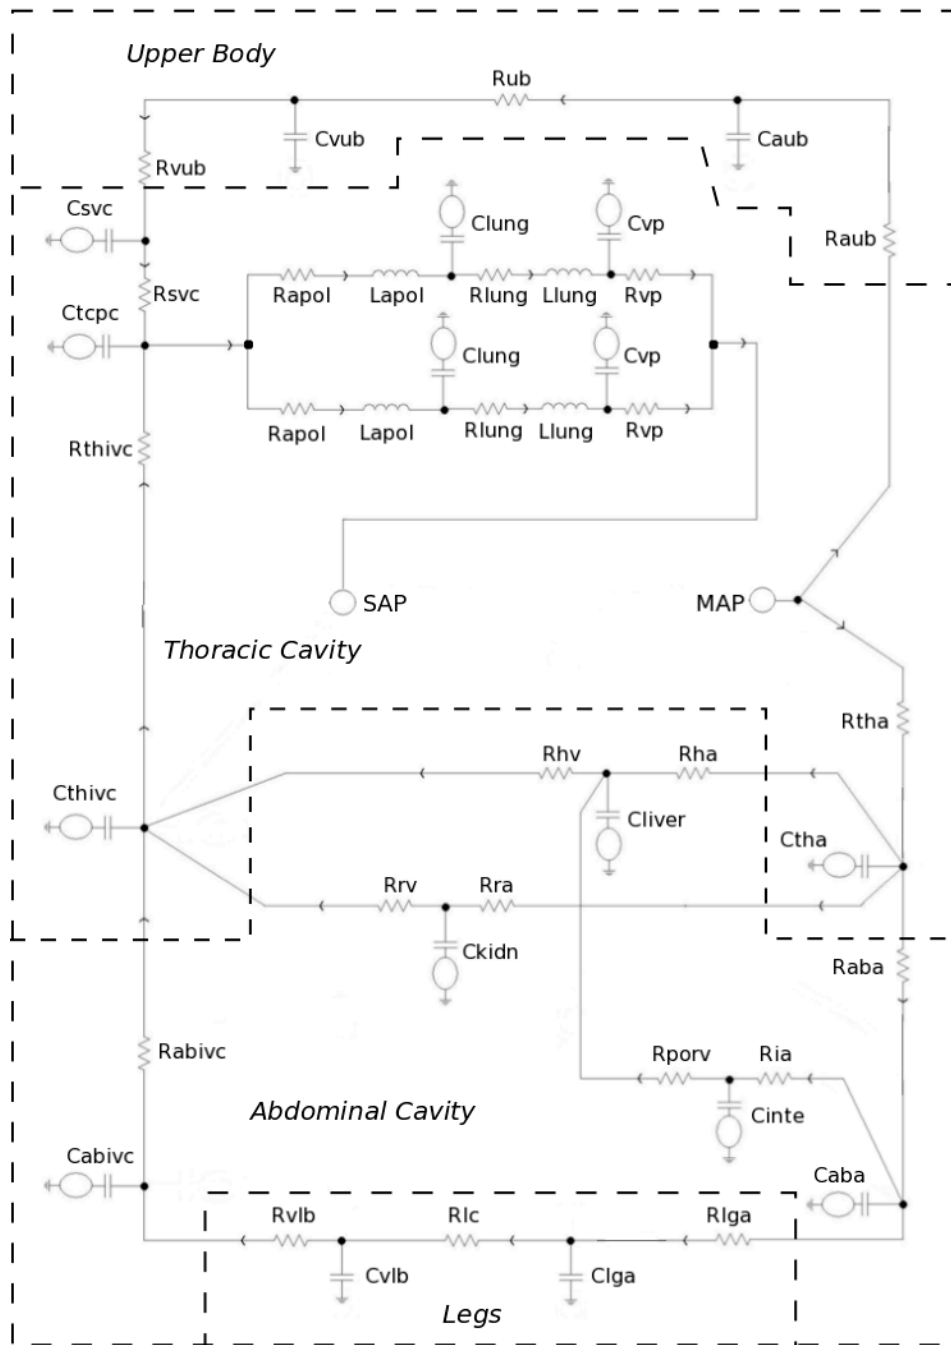 Upper Body
Rub
Cvub
Caub
Rvub
Csvc
Clung
Cvp
Raub
Rsvc
Rapol
Lapol
Rlung
Llung
Rvp
Ctcpc
Clung
Cvp
Rthivc
Rapol
Lapol
Rlung
Llung
Rvp
SAP
MAP
Thoracic Cavity
Rtha
Rhv
Rha
Cthivc
Cliver
Ctha
Rrv
Rra
Ckidn
Raba
Rabivc
Rporv
Ria
Abdominal Cavity
Cinte
Cabivc
Caba
Rvlb
Rlc
Rlga
Cvlb
Clga
Legs